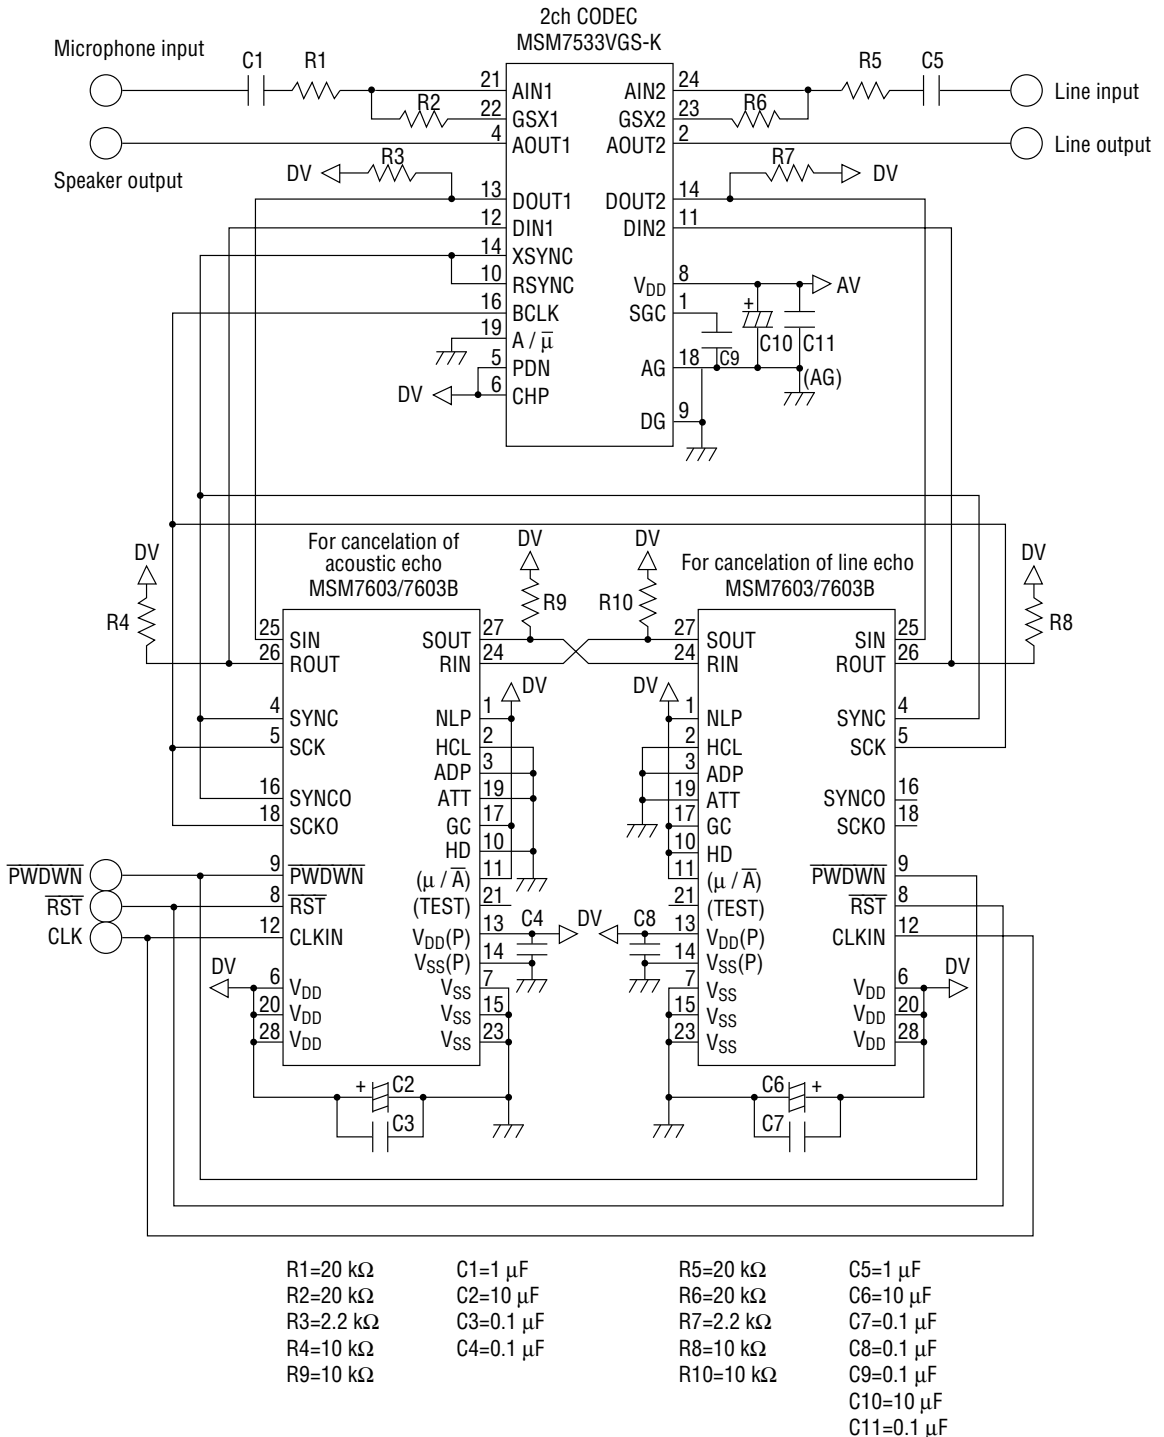 2ch CODEC
MSM7533VGS-K
Microphone input
C1
R1
R2
21
22
4
AIN1
GSX1
AOUT1
AIN2
GSX2
AOUT2
24
23
2
R5
C5
R6
Line input
Line output
Speaker output
DV
R3
R7
DV
13
12
14
10
16
19
5
6
DOUT1
DIN1
XSYNC
RSYNC
BCLK
A / μ̅
PDN
CHP
DV
DOUT2
DIN2
VDD
SGC
AG
DG
14
11
8
1
18
9
AV
+
C9
C10
C11
(AG)
DV
R4
For cancelation of
acoustic echo
MSM7603/7603B
DV
R9
DV
R10
For cancelation of line echo
MSM7603/7603B
DV
R8
25 SIN
26 ROUT
4 SYNC
5 SCK
16 SYNCO
18 SCKO
9 P̅W̅D̅W̅N̅
8 R̅S̅T̅
12 CLKIN
6 VDD
20 VDD
28 VDD
SOUT 27
RIN 24
DV
NLP 1
HCL 2
ADP 3
ATT 19
GC 17
HD 10
(μ / A̅) 11
(TEST) 21
VDD(P) 13
VSS(P) 14
VSS 7
VSS 15
VSS 23
C4
DV
C8
27 SOUT
24 RIN
DV
1 NLP
2 HCL
3 ADP
19 ATT
17 GC
10 HD
11 (μ / A̅)
21 (TEST)
13 VDD(P)
14 VSS(P)
7 VSS
15 VSS
23 VSS
SIN 25
ROUT 26
SYNC 4
SCK 5
SYNCO 16
SCKO 18
P̅W̅D̅W̅N̅ 9
R̅S̅T̅ 8
CLKIN 12
VDD 6
VDD 20
VDD 28
DV
P̅W̅D̅W̅N̅
R̅S̅T̅
CLK
DV
+ C2
C3
C6 +
C7
R1=20 kΩ
R2=20 kΩ
R3=2.2 kΩ
R4=10 kΩ
R9=10 kΩ
C1=1 μF
C2=10 μF
C3=0.1 μF
C4=0.1 μF
R5=20 kΩ
R6=20 kΩ
R7=2.2 kΩ
R8=10 kΩ
R10=10 kΩ
C5=1 μF
C6=10 μF
C7=0.1 μF
C8=0.1 μF
C9=0.1 μF
C10=10 μF
C11=0.1 μF